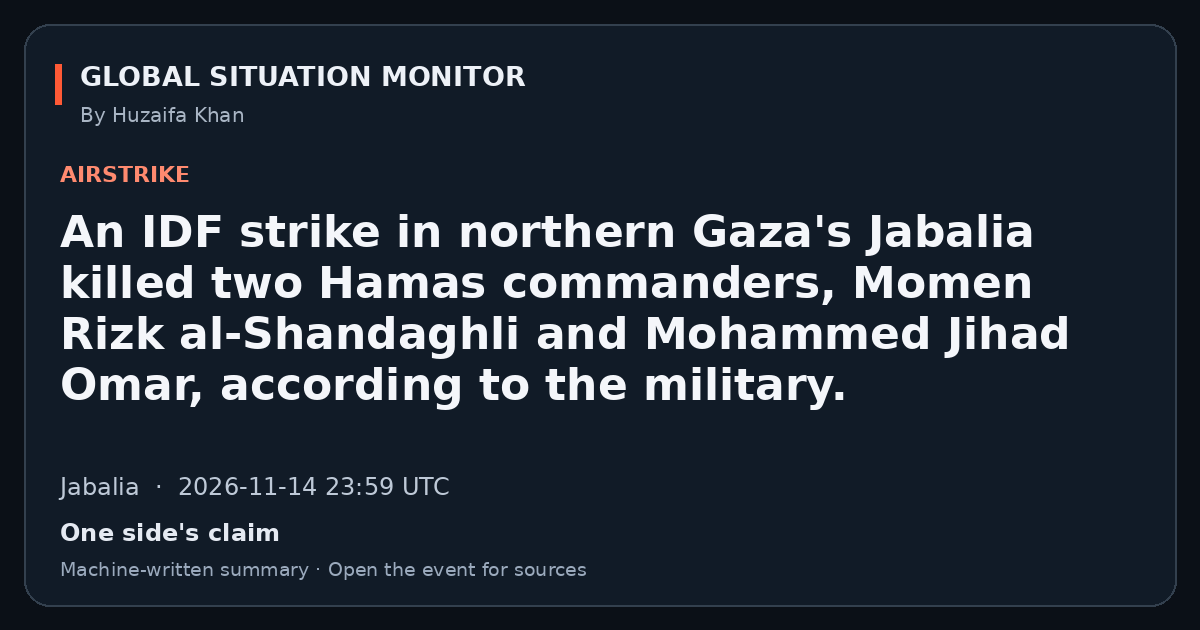 GLOBAL SITUATION MONITOR
By Huzaifa Khan
AIRSTRIKE
An IDF strike in northern Gaza's Jabalia
killed two Hamas commanders, Momen
Rizk al-Shandaghli and Mohammed Jihad
Omar, according to the military.
Jabalia · 2026-11-14 23:59 UTC
One side's claim
Machine-written summary · Open the event for sources